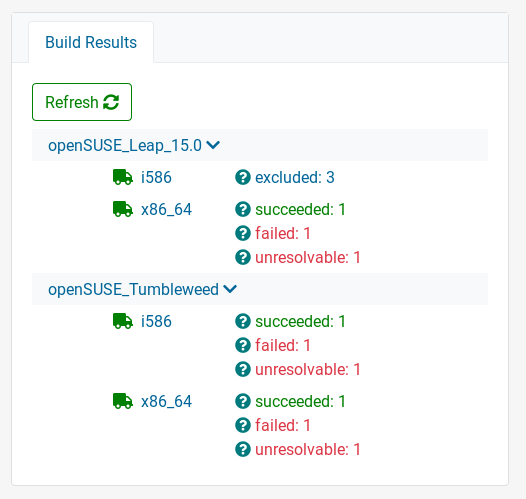 Build Results
Refresh
openSUSE_Leap_15.0
i586 excluded: 3
x86_64 succeeded: 1
failed: 1
unresolvable: 1
openSUSE_Tumbleweed
i586 succeeded: 1
failed: 1
unresolvable: 1
x86_64 succeeded: 1
failed: 1
unresolvable: 1